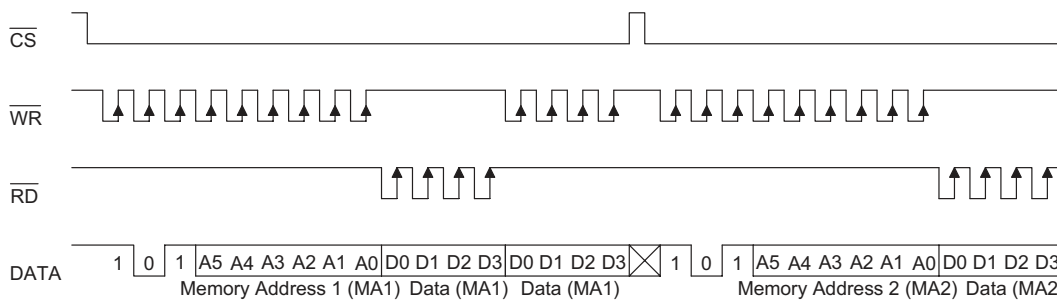 CS
WR
RD
DATA 1 0 1 A5 A4 A3 A2 A1 A0 D0 D1 D2 D3 D0 D1 D2 D3 1 0 1 A5 A4 A3 A2 A1 A0 D0 D1 D2 D3
Memory Address 1 (MA1) Data (MA1) Data (MA1) Memory Address 2 (MA2) Data (MA2